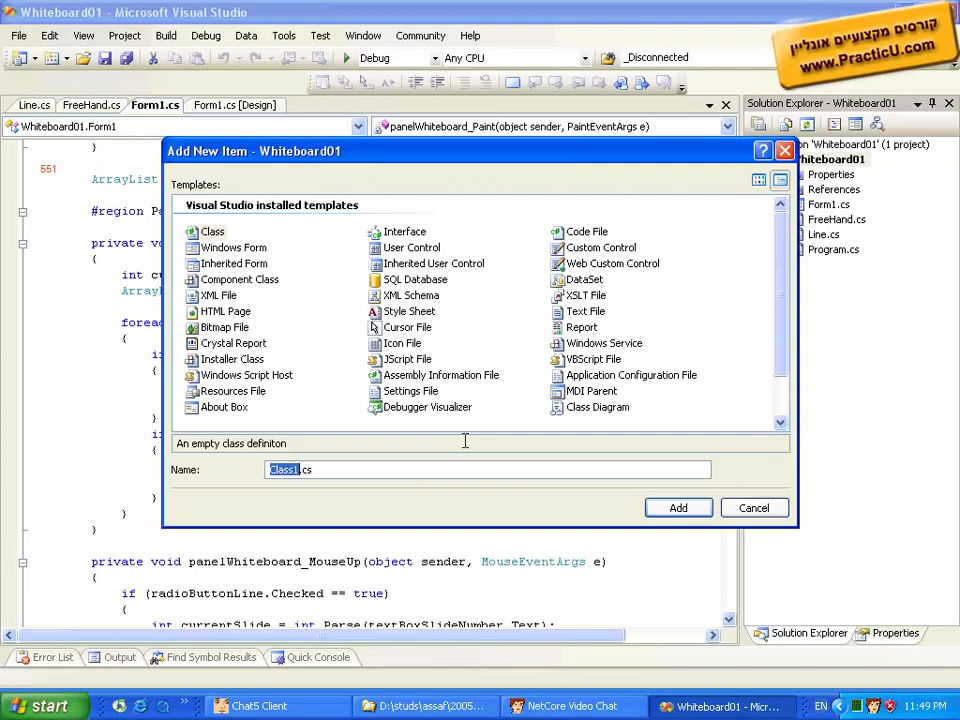 Whiteboard01 - Microsoft Visual Studio
File Edit View Project Build Debug Data Tools Test Window Community Help
Debug Any CPU _Disconnected
קורסים מקצועיים אונליין
www.PracticU.com
Line.cs FreeHand.cs Form1.cs Form1.cs [Design]
Solution Explorer - Whiteboard01
Whiteboard01.Form1 panelWhiteboard_Paint(object sender, PaintEventArgs e)
on 'Whiteboard01' (1 project)
Whiteboard01
Properties
References
Form1.cs
FreeHand.cs
Line.cs
Program.cs
}
551
ArrayList
#region
private
{
int
foreac
{
}
}
}
Add New Item - Whiteboard01
Templates:
Visual Studio installed templates
Class Interface Code File
Windows Form User Control Custom Control
Inherited Form Inherited User Control Web Custom Control
Component Class SQL Database DataSet
XML File XML Schema XSLT File
HTML Page Style Sheet Text File
Bitmap File Cursor File Report
Crystal Report Icon File Windows Service
Installer Class JScript File VBScript File
Windows Script Host Assembly Information File Application Configuration File
Resources File Settings File MDI Parent
About Box Debugger Visualizer Class Diagram
An empty class definiton
Name: Class1.cs
Add Cancel
private void panelWhiteboard_MouseUp(object sender, MouseEventArgs e)
{
if (radioButtonLine.Checked == true)
{
int currentSlide = int.Parse(textBoxSlideNumber.Text);
Solution Explorer Properties
Error List Output Find Symbol Results Quick Console
start Chat5 Client D:\studs\assaf\2005... NetCore Video Chat Whiteboard01 - Micr... EN 11:49 PM